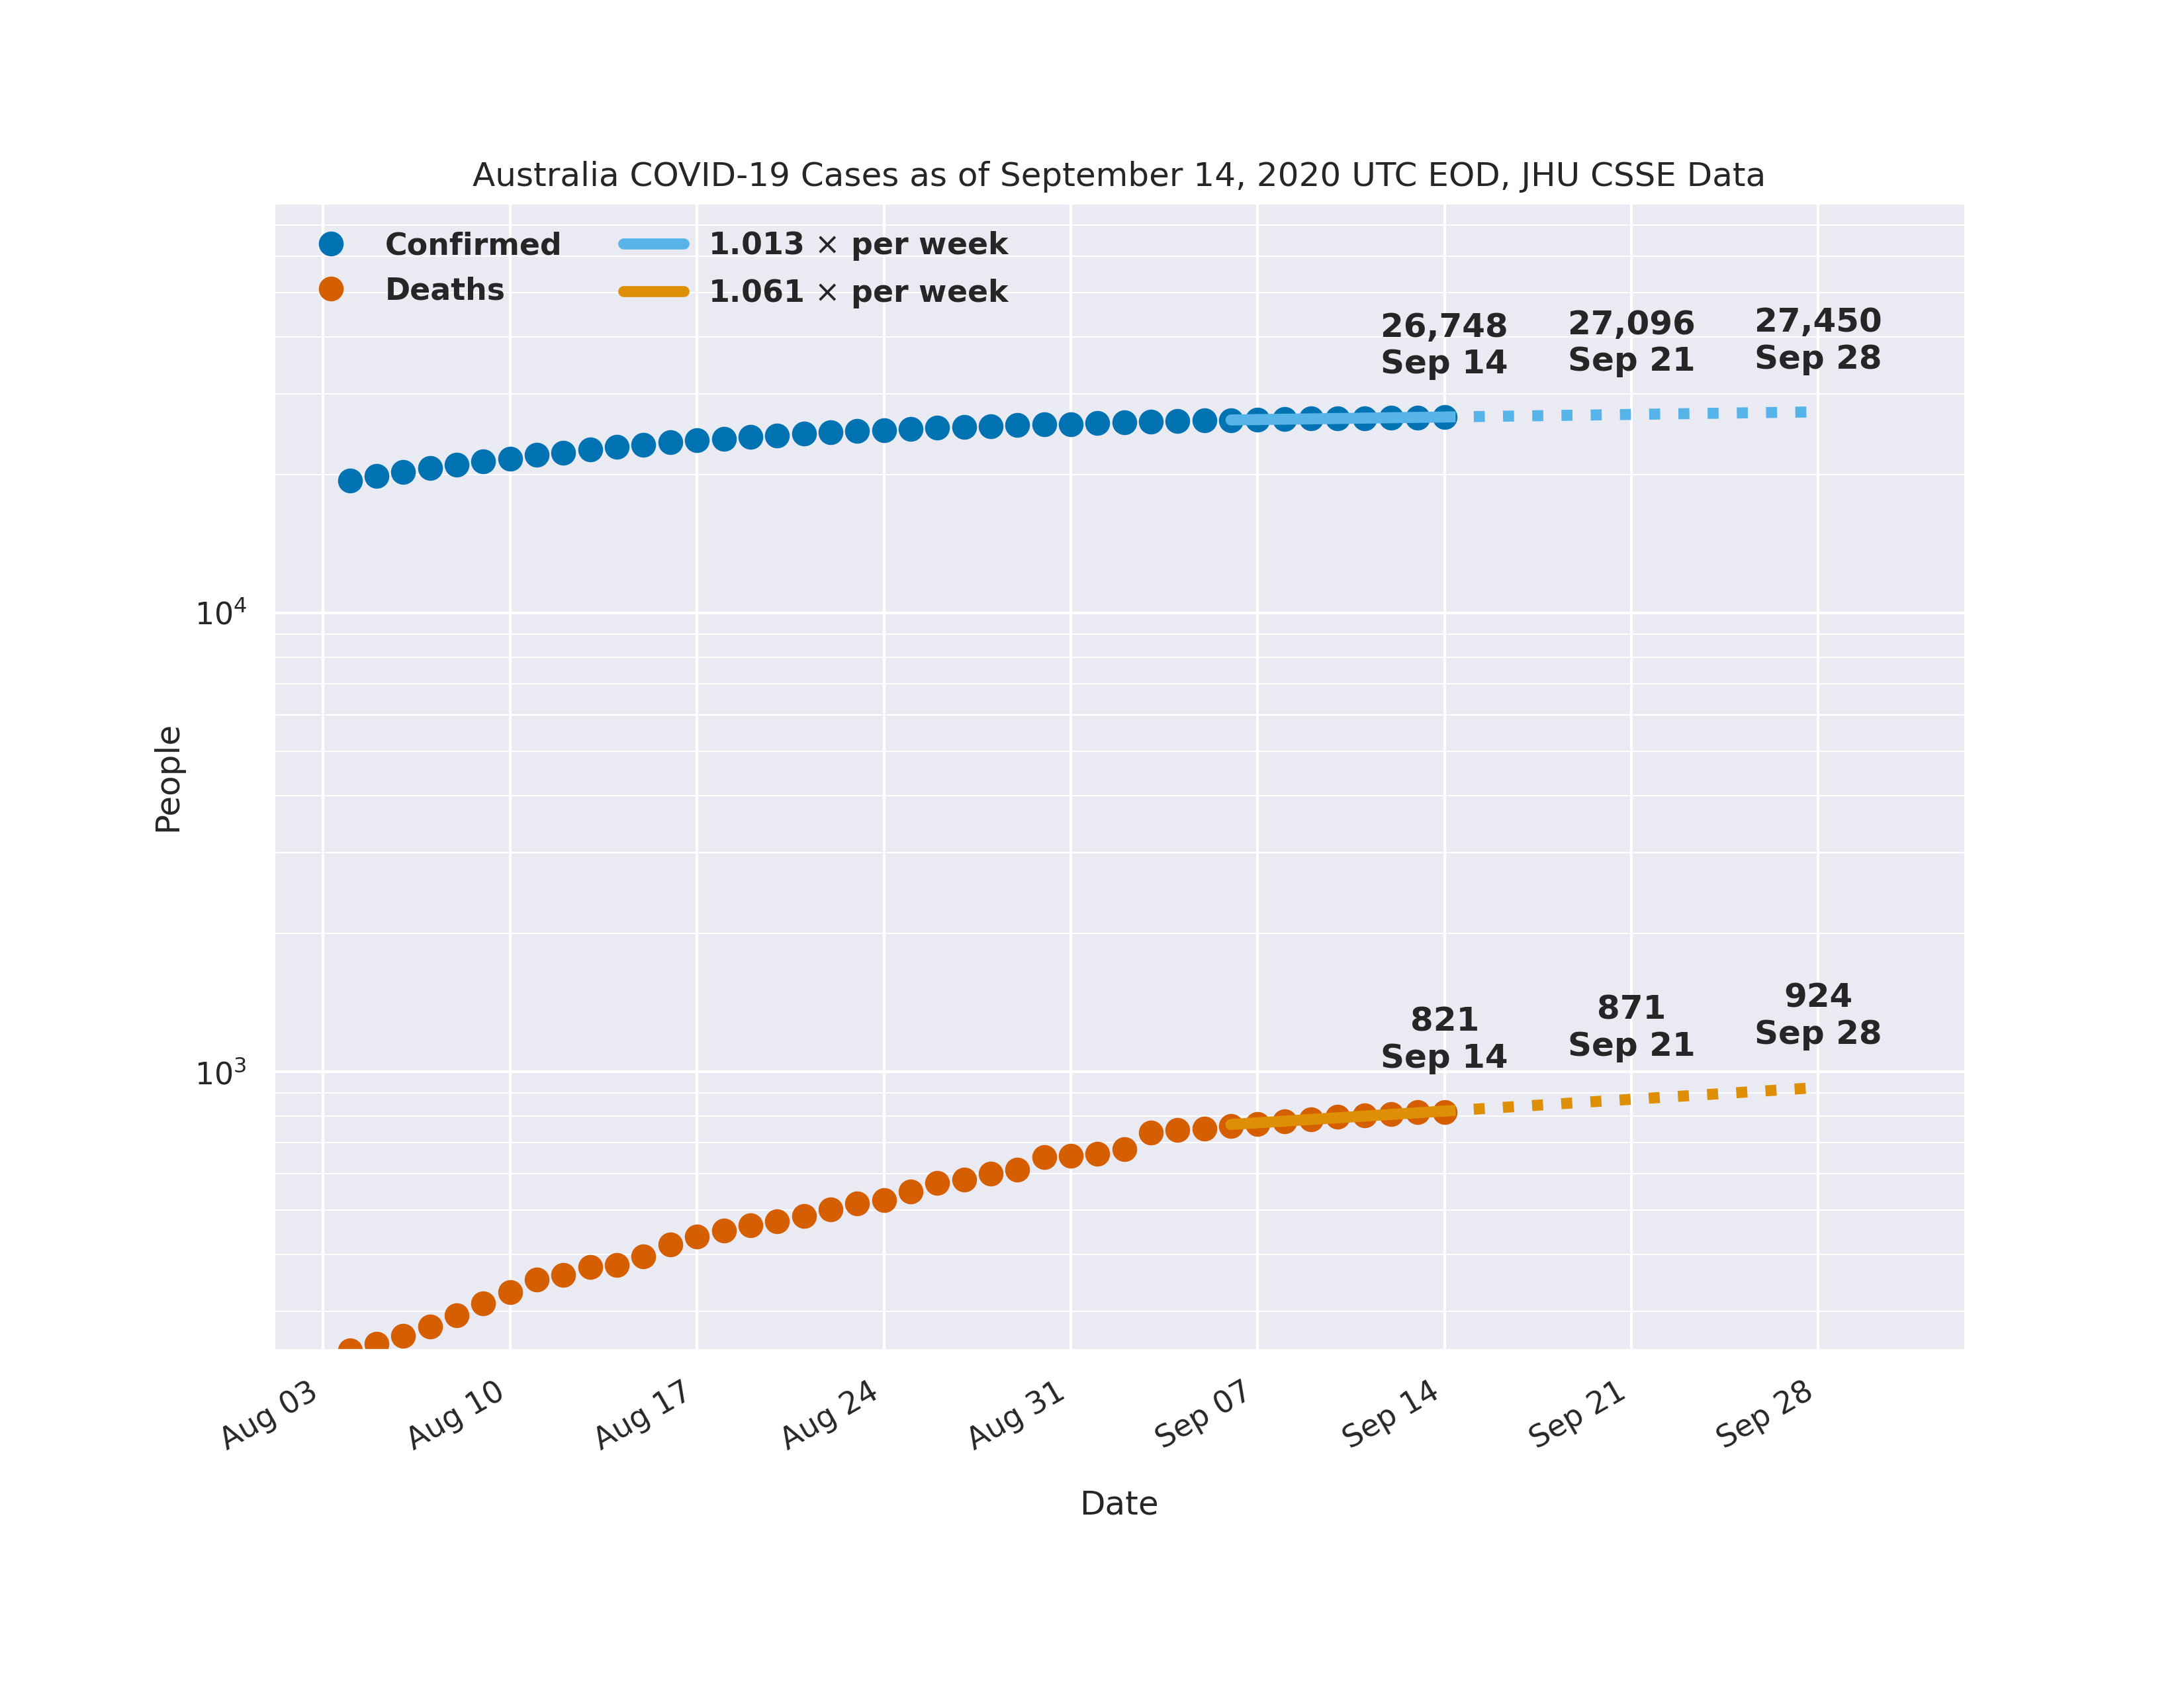 Australia COVID-19 Cases as of September 14, 2020 UTC EOD, JHU CSSE Data
Confirmed
Deaths
1.013 × per week
1.061 × per week
26,748
Sep 14
27,096
Sep 21
27,450
Sep 28
10⁴
People
821
Sep 14
871
Sep 21
924
Sep 28
10³
Aug 03
Aug 10
Aug 17
Aug 24
Aug 31
Sep 07
Sep 14
Sep 21
Sep 28
Date